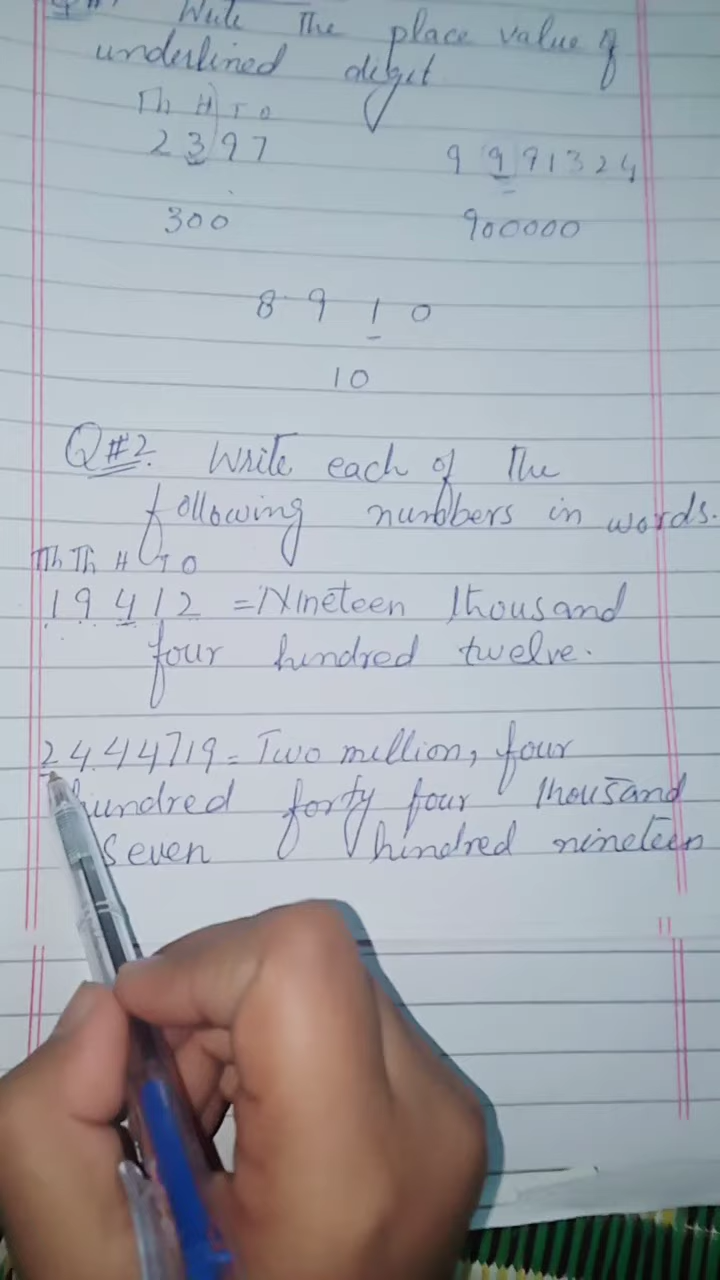 Write The place value of
underlined digit
Th H T O
2397
9991324
300
900000
8910
10
Q#2. Write each of The
following numbers in words.
Th Th H T O
19412 = Nineteen thousand
four hundred twelve.
2444719 = Two million, four
hundred forty four thousand
seven hundred nineteen